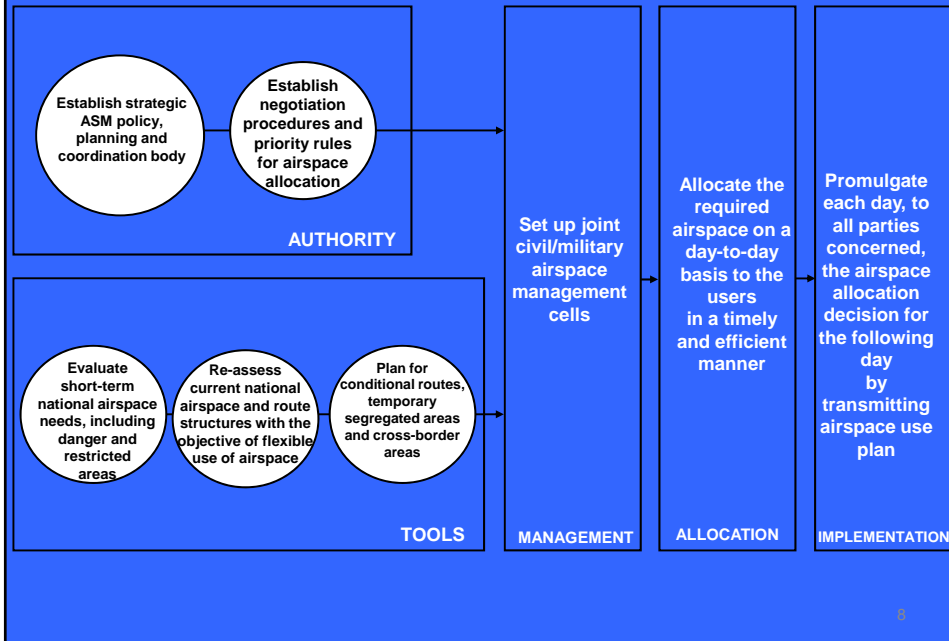 Establish strategic
ASM policy,
planning and
coordination body
Establish
negotiation
procedures and
priority rules
for airspace
allocation
AUTHORITY
Evaluate
short-term
national airspace
needs, including
danger and
restricted
areas
Re-assess
current national
airspace and route
structures with the
objective of flexible
use of airspace
Plan for
conditional routes,
temporary
segregated areas
and cross-border
areas
TOOLS
Set up joint
civil/military
airspace
management
cells
MANAGEMENT
Allocate the
required
airspace on a
day-to-day
basis to the
users
in a timely
and efficient
manner
ALLOCATION
Promulgate
each day, to
all parties
concerned,
the airspace
allocation
decision for
the following
day
by
transmitting
airspace use
plan
IMPLEMENTATION
8